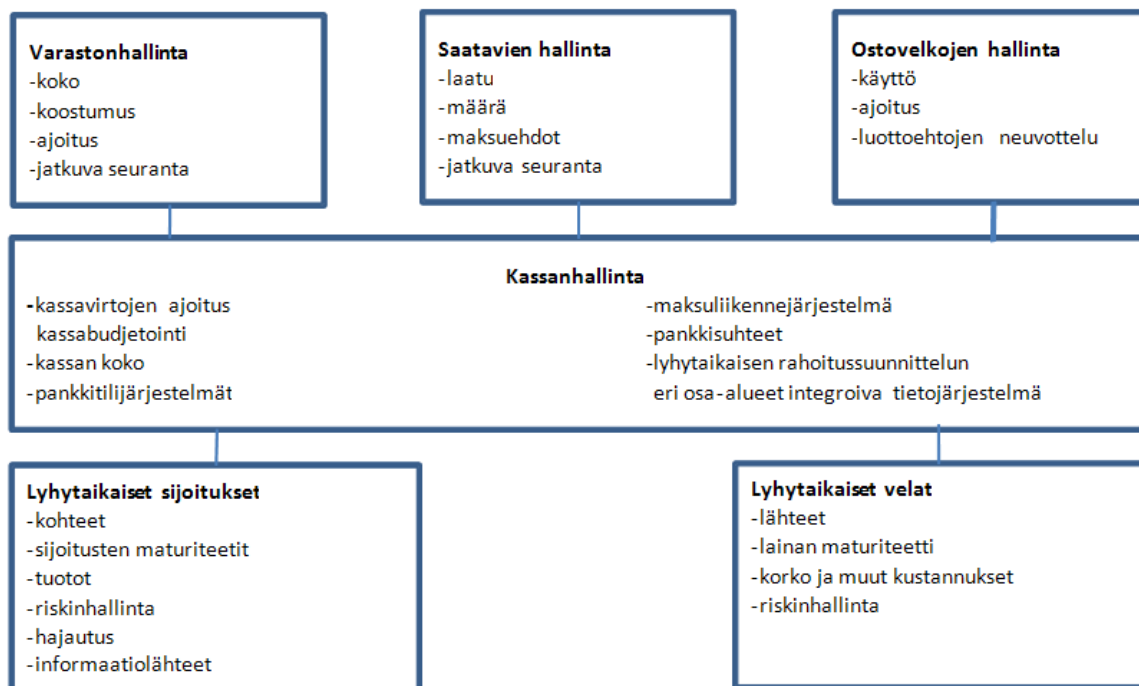 Varastonhallinta
-koko
-koostumus
-ajoitus
-jatkuva seuranta
Saatavien hallinta
-laatu
-määrä
-maksuehdot
-jatkuva seuranta
Ostovelkojen hallinta
-käyttö
-ajoitus
-luottoehtojen neuvottelu
Kassanhallinta
-kassavirtojen ajoitus
kassabudjetointi
-kassan koko
-pankkitilijärjestelmät
-maksuliikennejärjestelmä
-pankkisuhteet
-lyhytaikaisen rahoitussuunnittelun
eri osa-alueet integroiva tietojärjestelmä
Lyhytaikaiset sijoitukset
-kohteet
-sijoitusten maturiteetit
-tuotot
-riskinhallinta
-hajautus
-informaatiolähteet
Lyhytaikaiset velat
-lähteet
-lainan maturiteetti
-korko ja muut kustannukset
-riskinhallinta